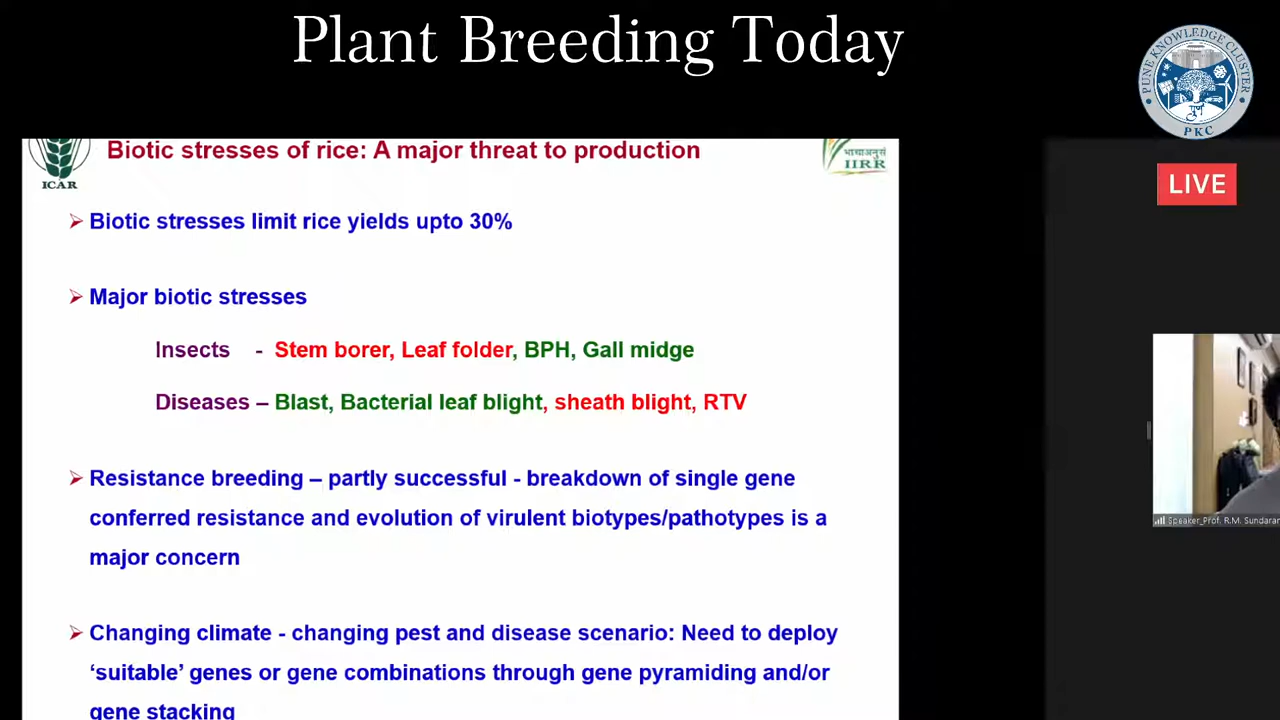 Plant Breeding Today
PUNE KNOWLEDGE CLUSTER
PKC
LIVE
ICAR
Biotic stresses of rice: A major threat to production
IIRR
Biotic stresses limit rice yields upto 30%
Major biotic stresses
Insects - Stem borer, Leaf folder, BPH, Gall midge
Diseases – Blast, Bacterial leaf blight, sheath blight, RTV
Resistance breeding – partly successful - breakdown of single gene
conferred resistance and evolution of virulent biotypes/pathotypes is a
major concern
Changing climate - changing pest and disease scenario: Need to deploy
‘suitable’ genes or gene combinations through gene pyramiding and/or
gene stacking
Speaker_Prof. R.M. Sundaram